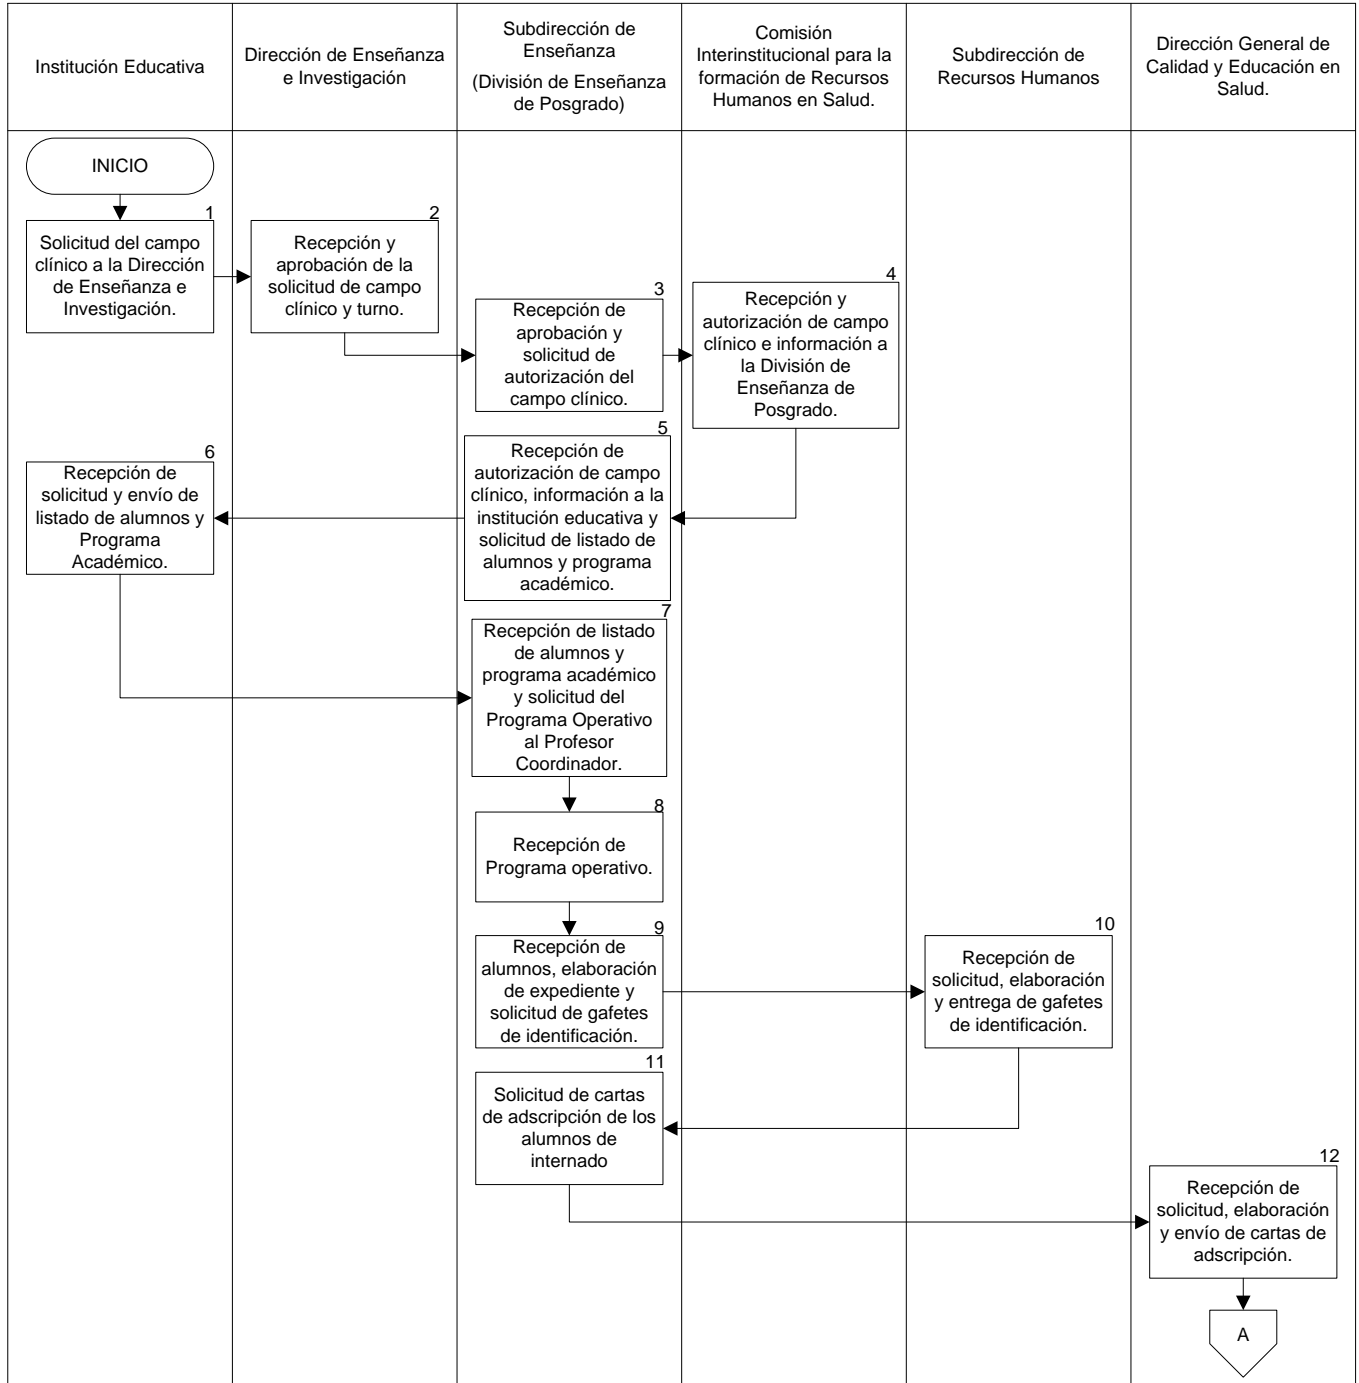 Institución Educativa
Dirección de Enseñanza
e Investigación
Subdirección de
Enseñanza
(División de Enseñanza
de Posgrado)
Comisión
Interinstitucional para la
formación de Recursos
Humanos en Salud.
Subdirección de
Recursos Humanos
Dirección General de
Calidad y Educación en
Salud.
INICIO
1
Solicitud del campo
clínico a la Dirección
de Enseñanza e
Investigación.
2
Recepción y
aprobación de la
solicitud de campo
clínico y turno.
3
Recepción de
aprobación y
solicitud de
autorización del
campo clínico.
4
Recepción y
autorización de campo
clínico e información a
la División de
Enseñanza de
Posgrado.
5
Recepción de
autorización de campo
clínico, información a la
institución educativa y
solicitud de listado de
alumnos y programa
académico.
6
Recepción de
solicitud y envío de
listado de alumnos y
Programa
Académico.
7
Recepción de listado
de alumnos y
programa académico
y solicitud del
Programa Operativo
al Profesor
Coordinador.
8
Recepción de
Programa operativo.
9
Recepción de
alumnos, elaboración
de expediente y
solicitud de gafetes
de identificación.
10
Recepción de
solicitud, elaboración
y entrega de gafetes
de identificación.
11
Solicitud de cartas
de adscripción de los
alumnos de
internado
12
Recepción de
solicitud, elaboración
y envío de cartas de
adscripción.
A